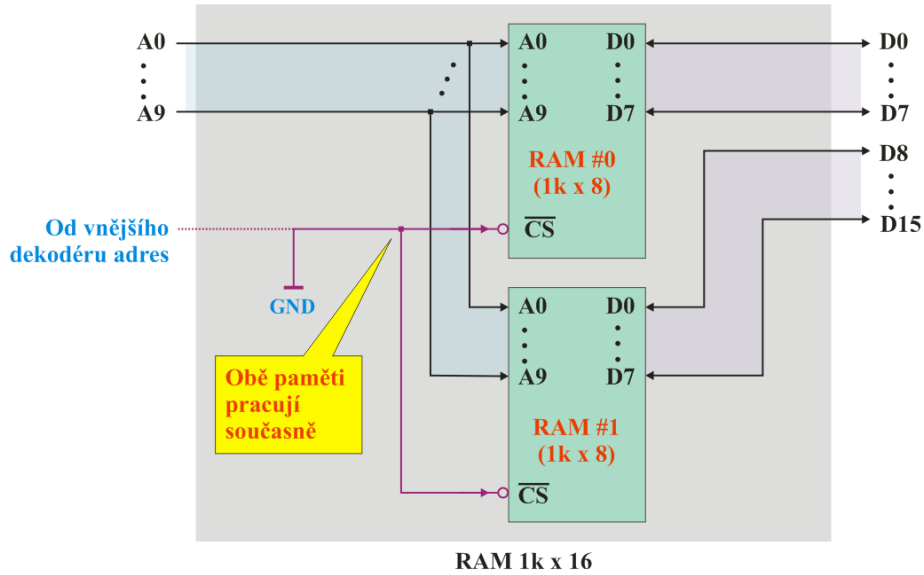 A0 A0 D0 D0
A9 A9 D7 D7
RAM #0
(1k x 8)
D8
D15
Od vnějšího
dekodéru adres
CS
GND
A0 D0
A9 D7
Obě paměti
pracují
současně
RAM #1
(1k x 8)
CS
RAM 1k x 16